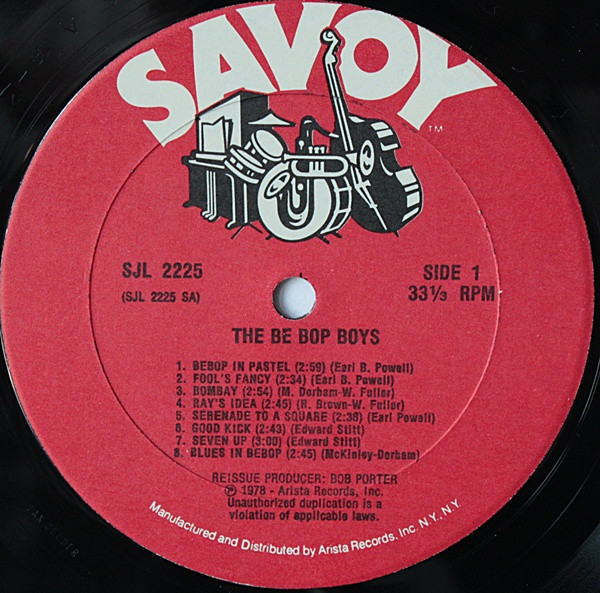 SAVOY
TM
SJL 2225
(SJL 2225 SA)
SIDE 1
33⅓ RPM
THE BE BOP BOYS
1. BEBOP IN PASTEL (2:59) (Earl B. Powell)
2. FOOL'S FANCY (2:34) (Earl B. Powell)
3. BOMBAY (2:54) (M. Dorham-W. Fuller)
4. RAY'S IDEA (2:45) (R. Brown-W. Fuller)
5. SERENADE TO A SQUARE (2:38) (Earl Powell)
6. GOOD KICK (2:43) (Edward Stitt)
7. SEVEN UP (3:00) (Edward Stitt)
8. BLUES IN BEBOP (2:45) (McKinley-Dorham)
REISSUE PRODUCER: BOB PORTER
℗ 1978 - Arista Records, Inc.
Unauthorized duplication is a
violation of applicable laws.
Manufactured and Distributed by Arista Records. Inc. N.Y., N.Y.